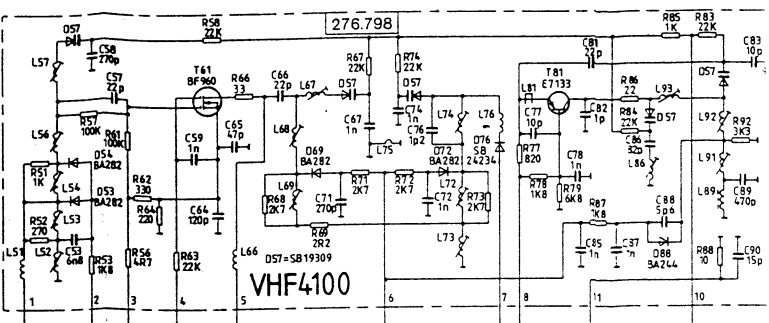 276.798
R58
22K
R85
1K
R83
22K
D57
C58
270p
L57
C57
22p
T61
BF960
R66
33
C66
22p
L67
D57
R67
22K
R74
22K
D57
C81
22p
T81
E7133
L81
R86
22
L93
D57
C83
10p
R57
100K
R61
100K
L56
D54
BA282
R51
1K
L54
D53
BA282
R52
270
L53
L52
C53
6n8
L51
R53
1K8
R56
4R7
R62
330
R64
220
C59
1n
C65
47p
C64
120p
R63
22K
L66
L68
D69
BA282
L69
R68
2K7
R71
2K7
C71
270p
R69
2R2
C67
1n
L75
C74
1n
C76
1p2
L74
L76
D76
SB
24234
D72
BA282
R72
2K7
L72
C72
1n
R73
2K7
L73
C77
10p
R77
820
C78
1n
R78
1K8
R79
6K8
C82
1p
R84
22K
D57
C86
32p
L86
L92
R92
3K3
L91
L89
C89
470p
R87
1K8
C88
5p6
C85
1n
1n
D88
BA244
R88
10
C90
15p
D57=SB19309
VHF4100
1 2 3 4 5 6 7 8 11 10